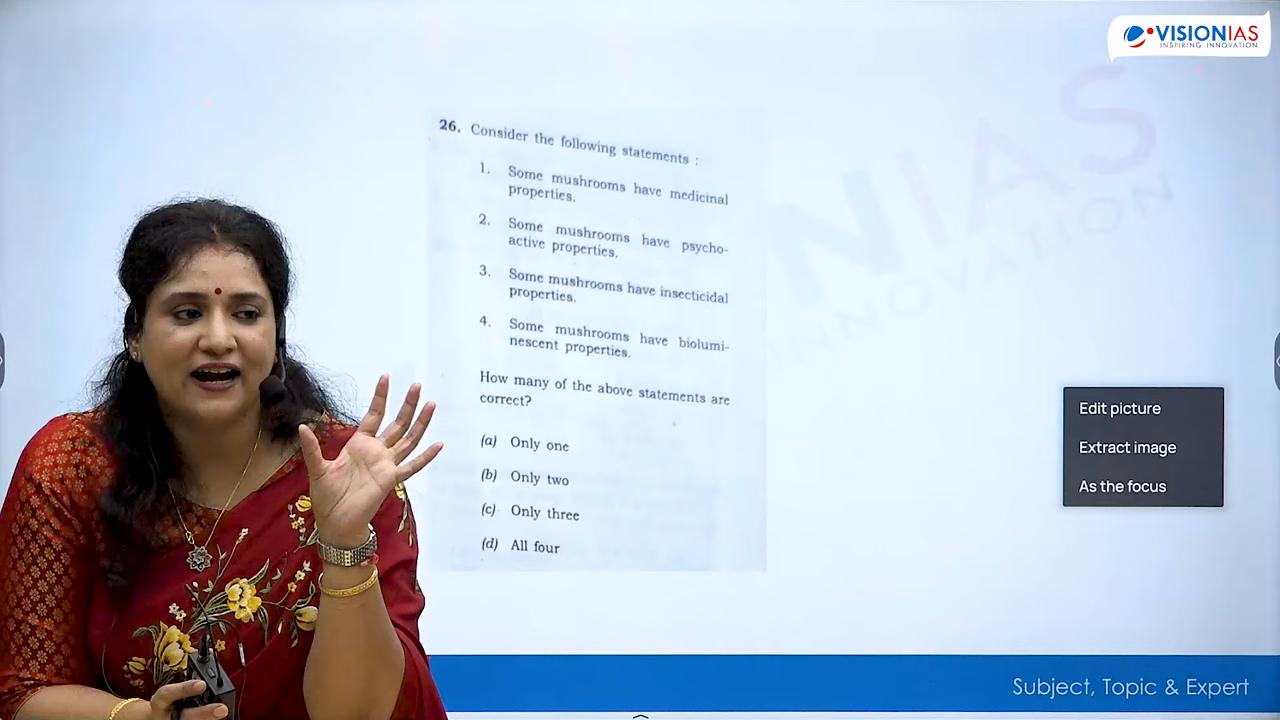 VISIONIAS
INSPIRING INNOVATION
NIAS
INNOVATION
26. Consider the following statements :
1. Some mushrooms have medicinal
properties.
2. Some mushrooms have psycho-
active properties.
3. Some mushrooms have insecticidal
properties.
4. Some mushrooms have biolumi-
nescent properties.
How many of the above statements are
correct?
(a) Only one
(b) Only two
(c) Only three
(d) All four
Edit picture
Extract image
As the focus
Subject, Topic & Expert